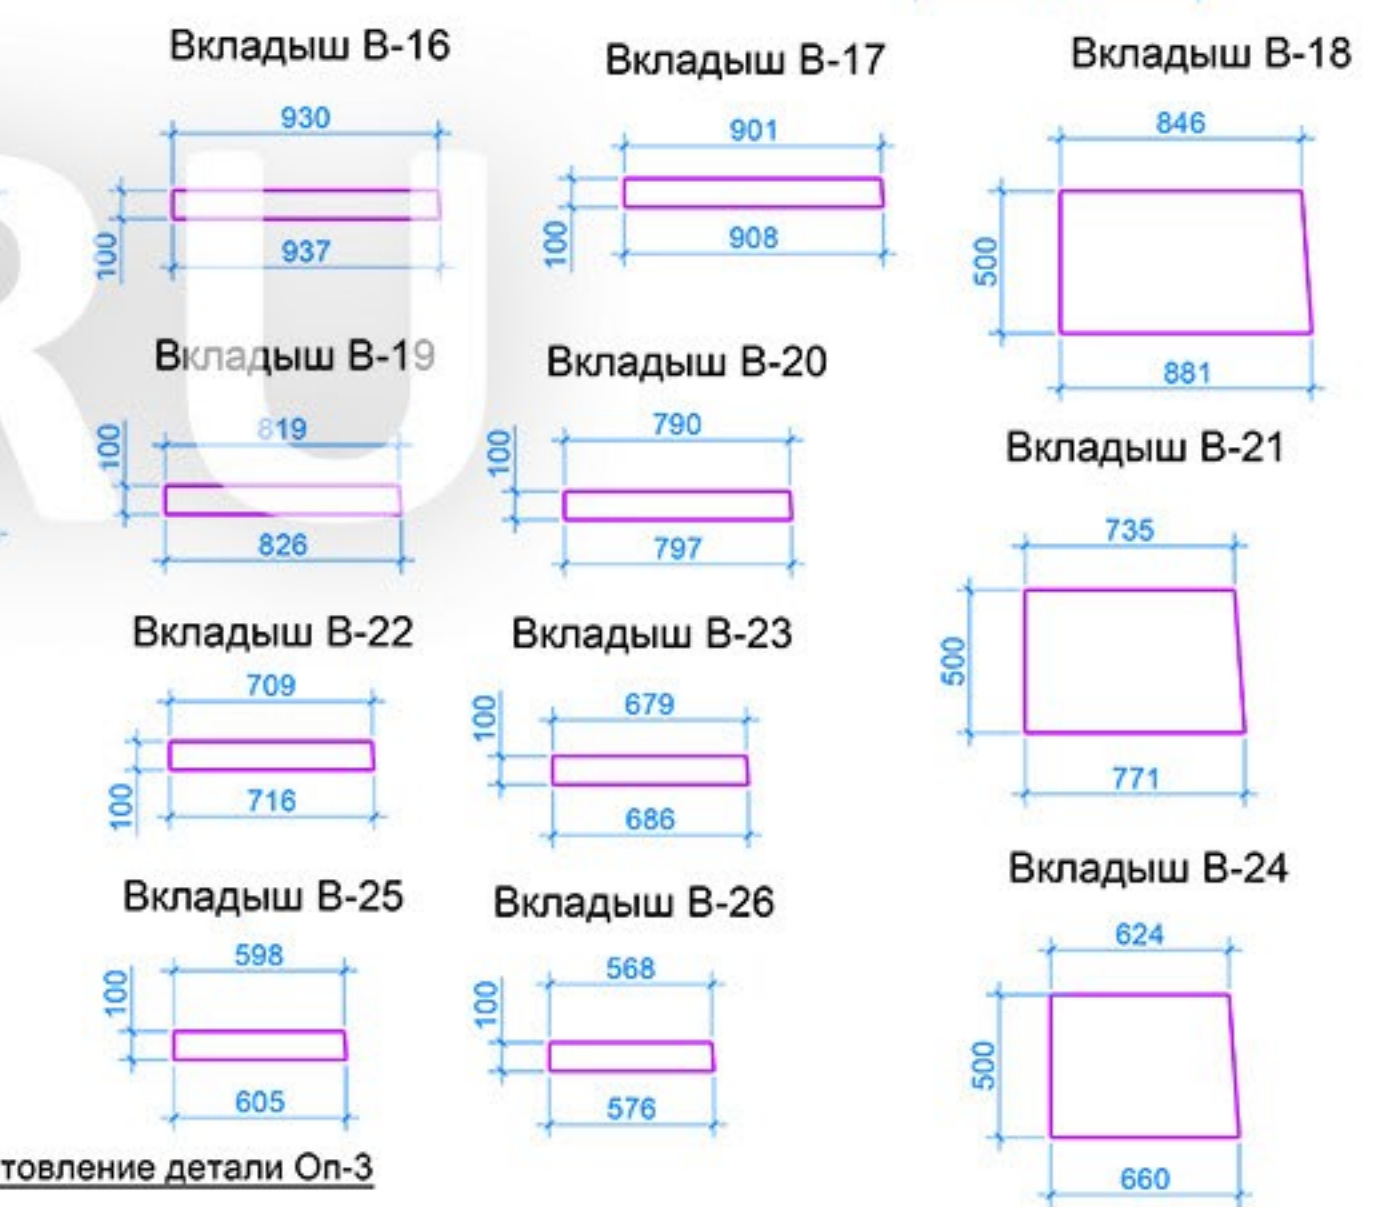 Вкладыш В-16
930
100
937
Вкладыш В-17
901
100
908
Вкладыш В-18
846
500
881
Вкладыш В-19
819
100
826
Вкладыш В-20
790
100
797
Вкладыш В-21
735
500
771
Вкладыш В-22
709
100
716
Вкладыш В-23
679
100
686
Вкладыш В-24
624
500
660
Вкладыш В-25
598
100
605
Вкладыш В-26
568
100
576
товление детали Оп-3
RU